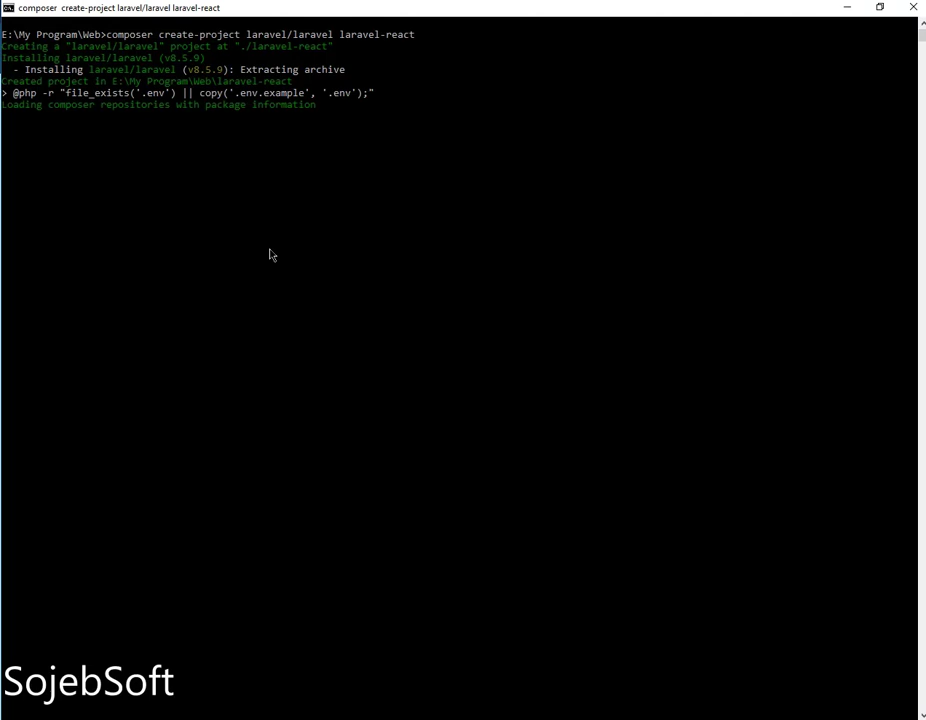 composer  create-project laravel/laravel laravel-react
E:\My Program\Web>composer create-project laravel/laravel laravel-react
Creating a "laravel/laravel" project at "./laravel-react"
Installing laravel/laravel (v8.5.9)
  - Installing laravel/laravel (v8.5.9): Extracting archive
Created project in E:\My Program\Web\laravel-react
> @php -r "file_exists('.env') || copy('.env.example', '.env');"
Loading composer repositories with package information
SojebSoft